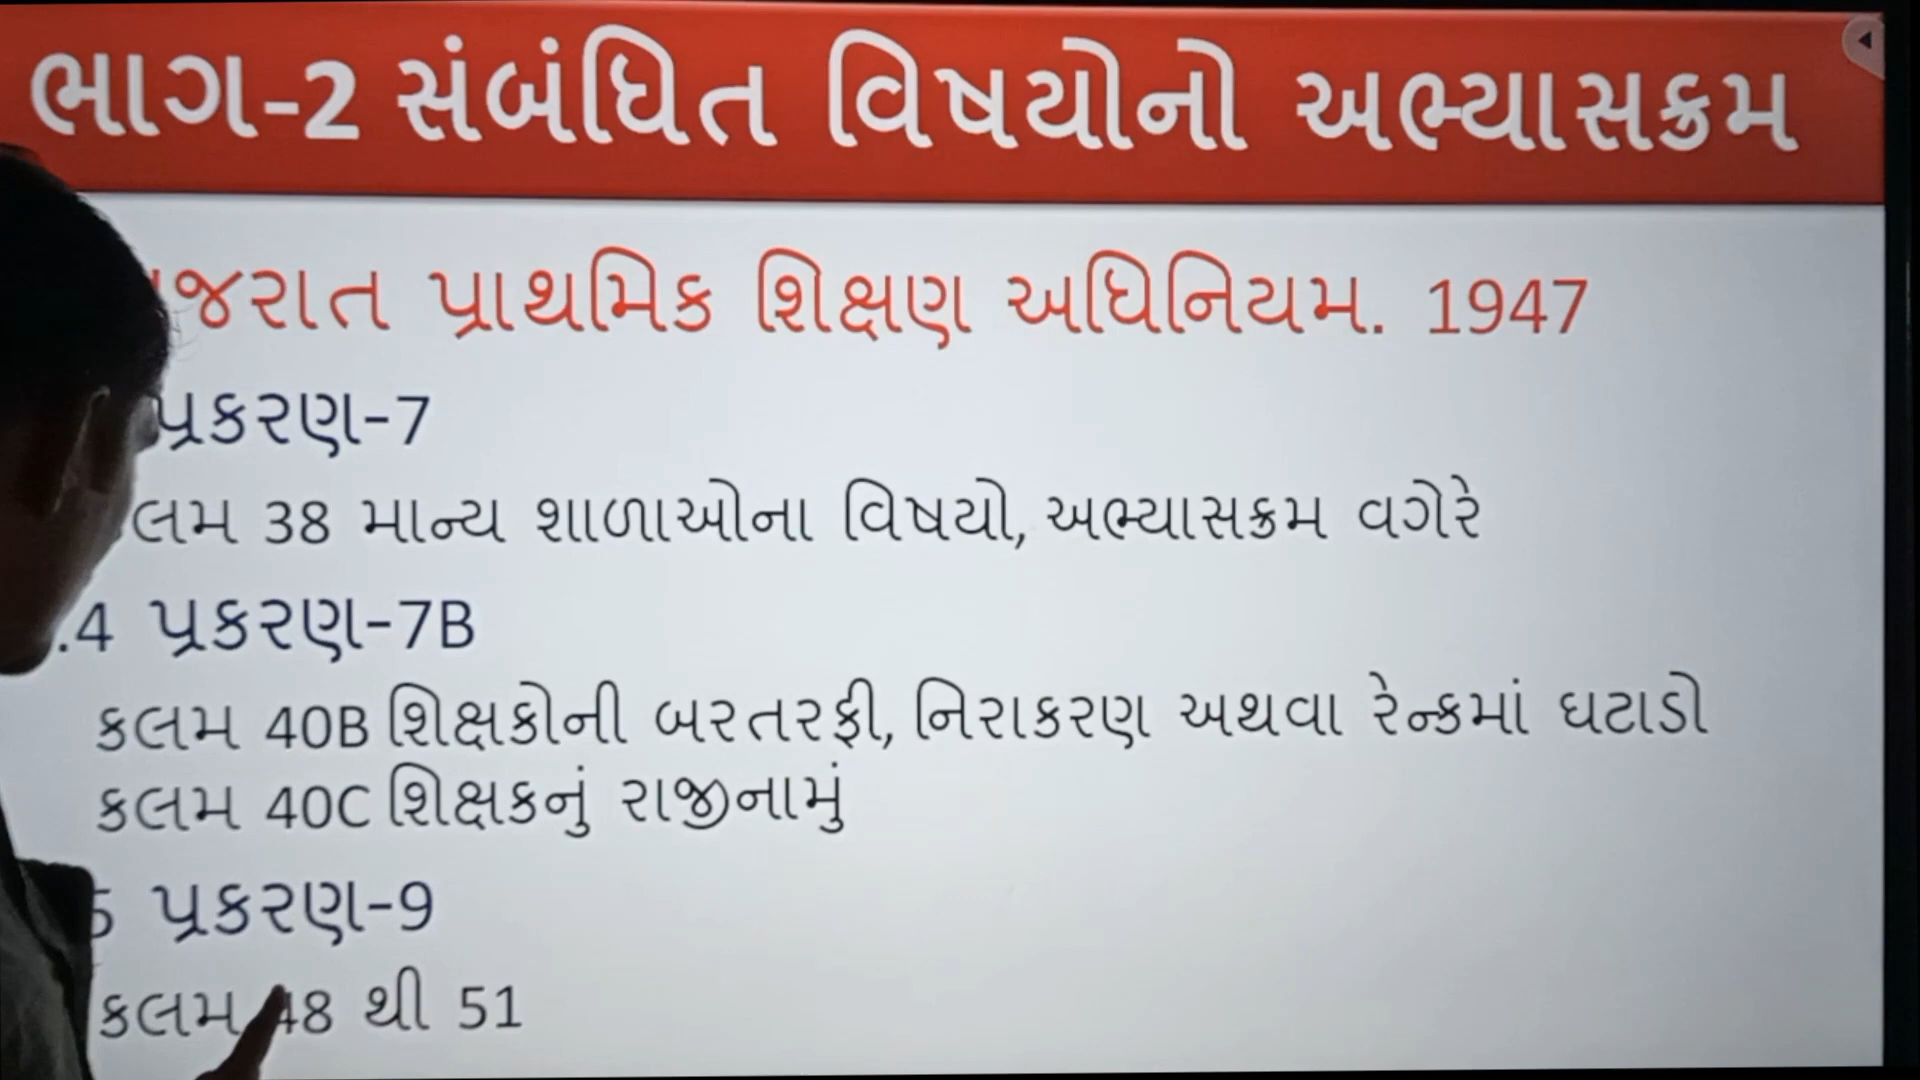 ભાગ-2 સંબંધિત વિષયોનો અભ્યાસક્રમ
પ્રાથમિક શિક્ષણ અધિનિયમ. 1947
પ્રકરણ-7
38 માન્ય શાળાઓના વિષયો, અભ્યાસક્રમ વગેરે
.4 પ્રકરણ-7B
કલમ 40B શિક્ષકોની બરતરફી, નિરાકરણ અથવા રેન્કમાં ઘટાડો
કલમ 40C શિક્ષકનું રાજીનામું
5 પ્રકરણ-9
કલમ 48 થી 51